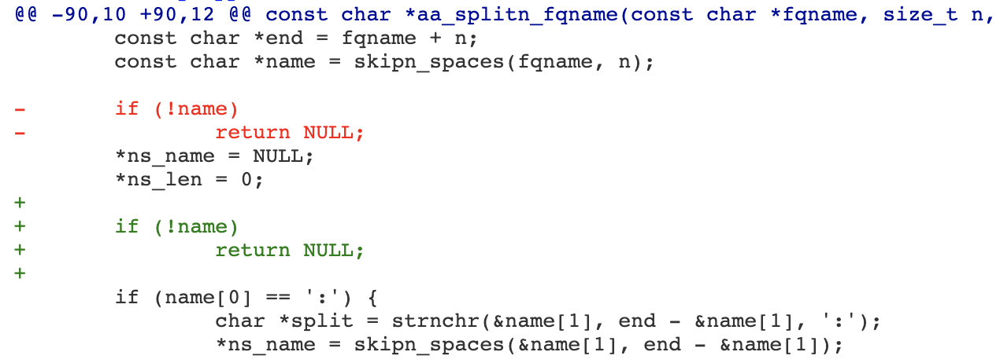 @@ -90,10 +90,12 @@ const char *aa_splitn_fqname(const char *fqname, size_t n,
        const char *end = fqname + n;
        const char *name = skipn_spaces(fqname, n);

-       if (!name)
-               return NULL;
        *ns_name = NULL;
        *ns_len = 0;
+
+       if (!name)
+               return NULL;
+
        if (name[0] == ':') {
                char *split = strnchr(&name[1], end - &name[1], ':');
                *ns_name = skipn_spaces(&name[1], end - &name[1]);